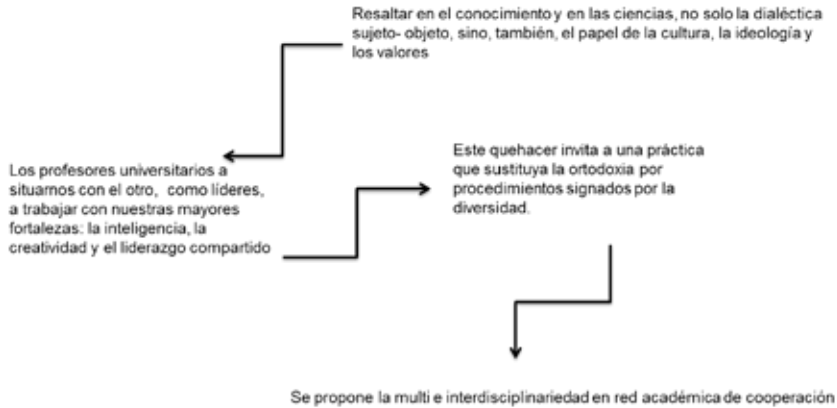 Resaltar en el conocimiento y en las ciencias, no solo la dialéctica
sujeto- objeto, sino, también, el papel de la cultura, la ideología y
los valores
Los profesores universitarios a
situarnos con el otro, como líderes,
a trabajar con nuestras mayores
fortalezas: la inteligencia, la
creatividad y el liderazgo compartido
Este quehacer invita a una práctica
que sustituya la ortodoxia por
procedimientos signados por la
diversidad.
Se propone la multi e interdisciplinariedad en red académica de cooperación